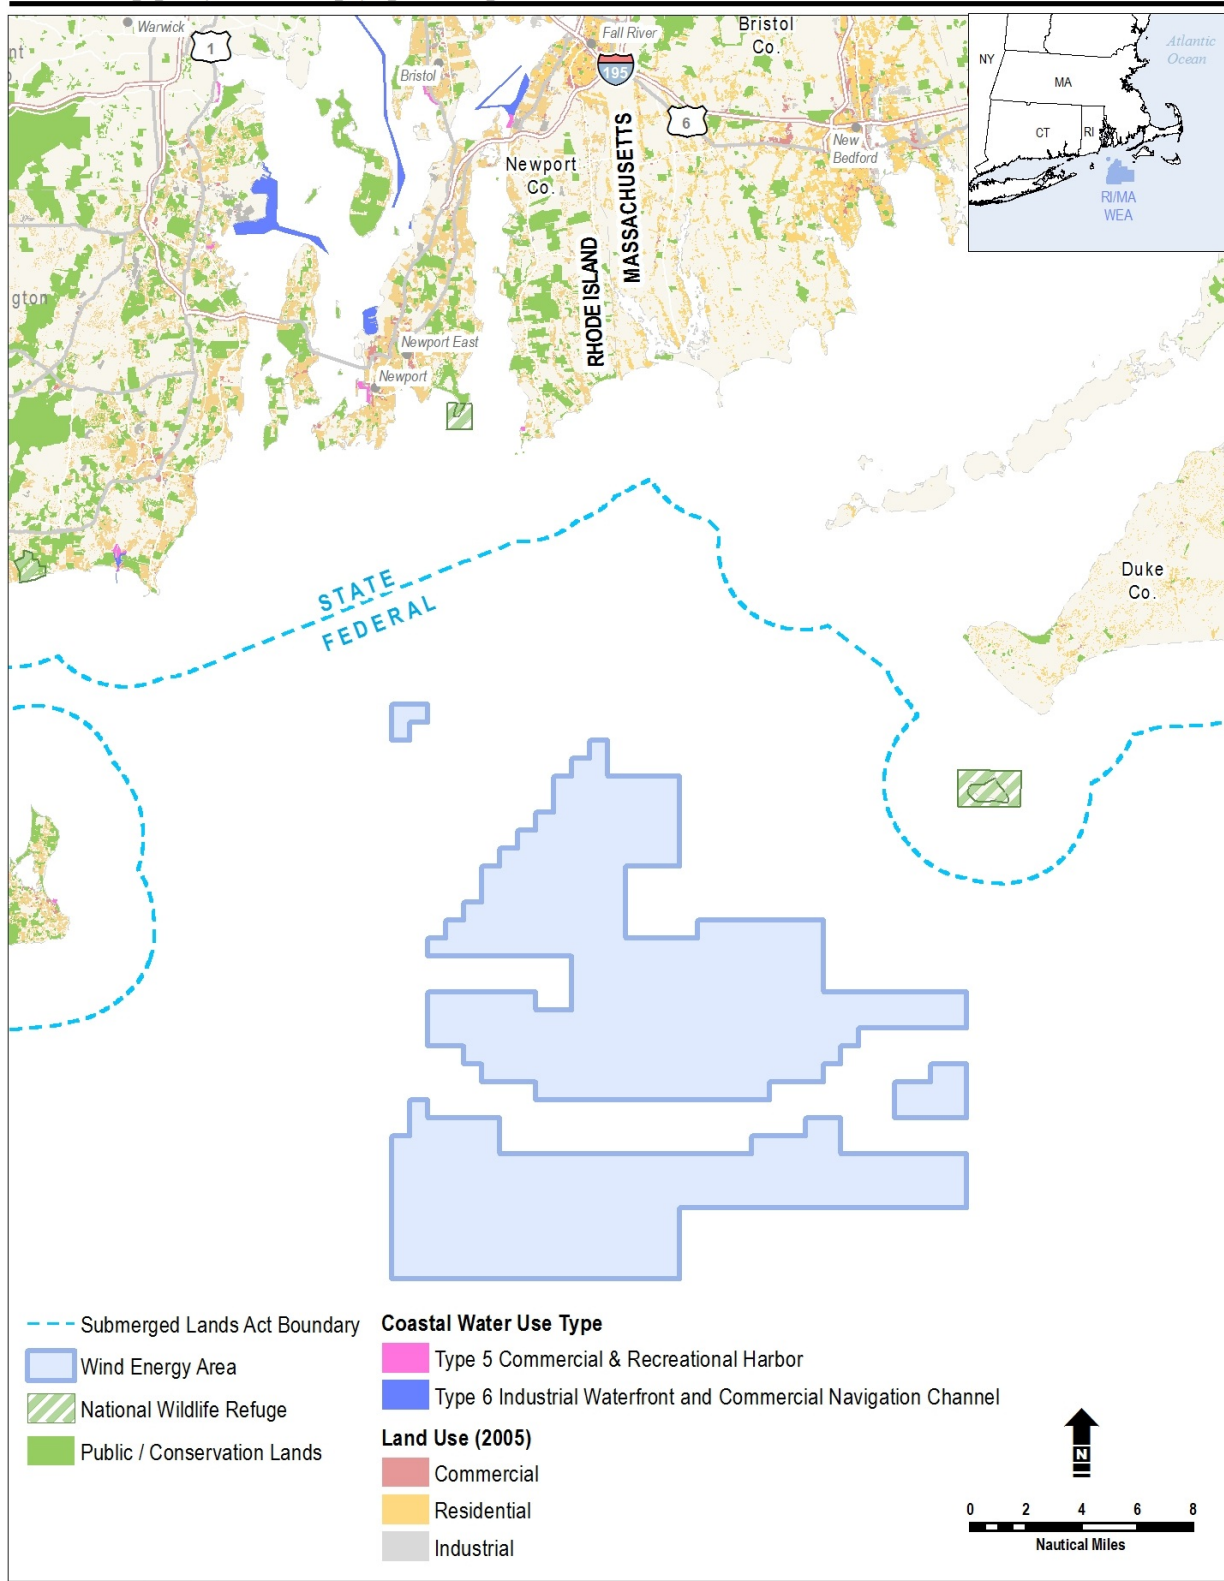 Warwick
1
Fall River
Bristol
Co.
195
Bristol
6
New
Bedford
Newport
Co.
MASSACHUSETTS
RHODE ISLAND
gton
Newport East
Newport
NY
MA
CT
RI
Atlantic
Ocean
RI/MA
WEA
STATE
FEDERAL
Duke
Co.
Submerged Lands Act Boundary
Wind Energy Area
National Wildlife Refuge
Public / Conservation Lands
Coastal Water Use Type
Type 5 Commercial & Recreational Harbor
Type 6 Industrial Waterfront and Commercial Navigation Channel
Land Use (2005)
Commercial
Residential
Industrial
N
0 2 4 6 8
Nautical Miles